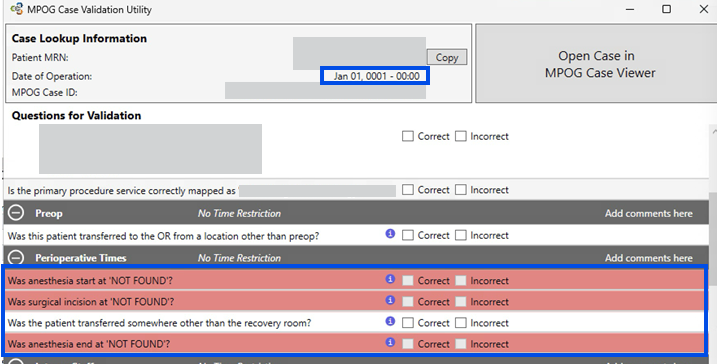 MPOG Case Validation Utility
Case Lookup Information
Patient MRN:
Copy
Date of Operation: Jan 01, 0001 - 00:00
MPOG Case ID:
Open Case in
MPOG Case Viewer
Questions for Validation
Correct Incorrect
Is the primary procedure service correctly mapped as Correct Incorrect
Preop No Time Restriction Add comments here
Was this patient transferred to the OR from a location other than preop? i Correct Incorrect
Perioperative Times No Time Restriction Add comments here
Was anesthesia start at 'NOT FOUND'? i Correct Incorrect
Was surgical incision at 'NOT FOUND'? i Correct Incorrect
Was the patient transferred somewhere other than the recovery room? i Correct Incorrect
Was anesthesia end at 'NOT FOUND'? i Correct Incorrect